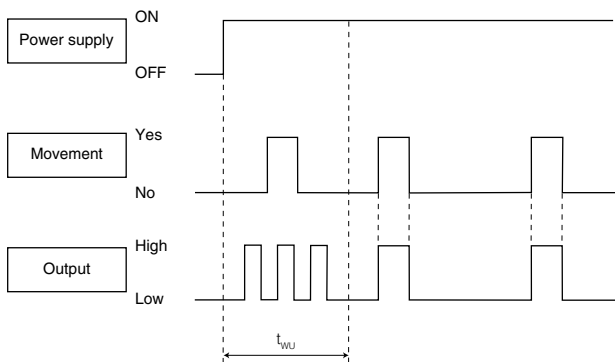 ON
Power supply
OFF
Yes
Movement
No
High
Output
Low
tWU